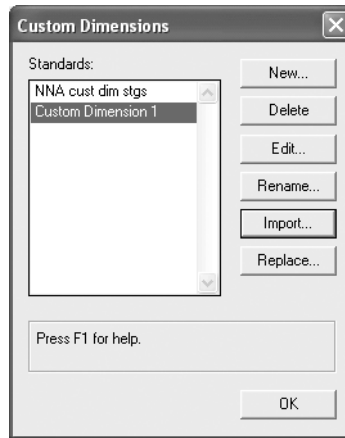 Custom Dimensions
Standards:
NNA cust dim stgs
Custom Dimension 1
New...
Delete
Edit...
Rename...
Import...
Replace...
Press F1 for help.
OK